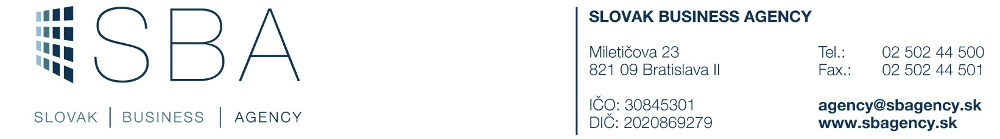 SBA
SLOVAK | BUSINESS | AGENCY
SLOVAK BUSINESS AGENCY
Miletičova 23
821 09 Bratislava II
IČO: 30845301
DIČ: 2020869279
Tel.: 02 502 44 500
Fax.: 02 502 44 501
agency@sbagency.sk
www.sbagency.sk